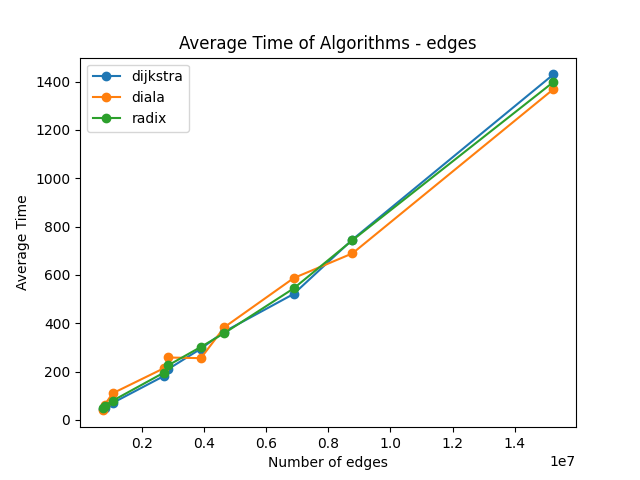 Average Time of Algorithms - edges
dijkstra
diala
radix
Average Time
1400
1200
1000
800
600
400
200
0
0.2 0.4 0.6 0.8 1.0 1.2 1.4
1e7
Number of edges